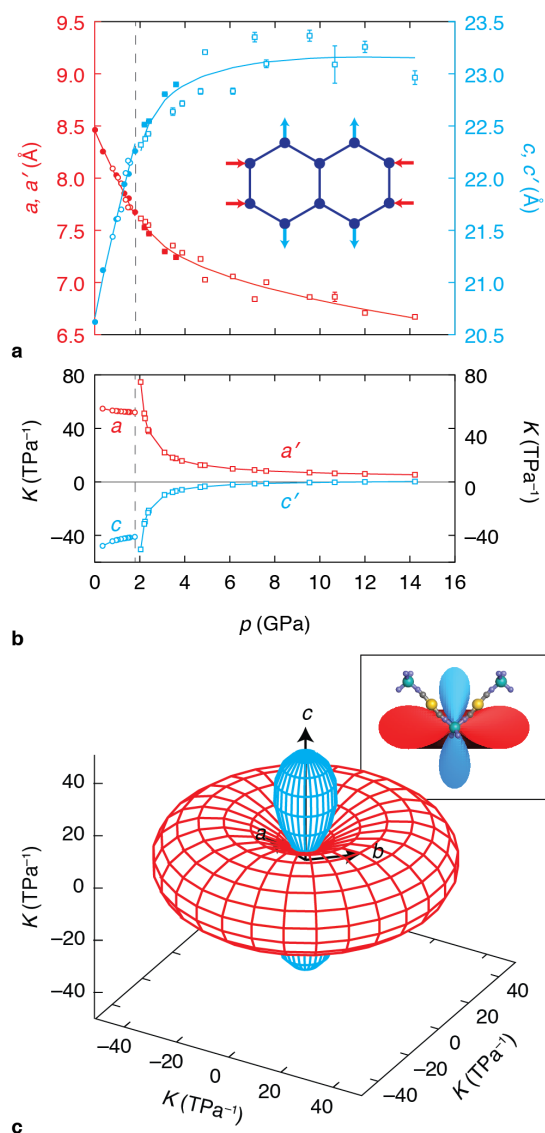 9.5
9.0
8.5
8.0
7.5
7.0
6.5
a, a′ (Å)
23.5
23.0
22.5
22.0
21.5
21.0
20.5
c, c′ (Å)
a
80
40
0
−40
K (TPa⁻¹)
a
a′
c
c′
80
40
0
−40
K (TPa⁻¹)
0 2 4 6 8 10 12 14 16
p (GPa)
b
c
a
b
40
20
0
−20
−40
K (TPa⁻¹)
−40
−20
0
20
40
K (TPa⁻¹)
−40
−20
0
20
40
K (TPa⁻¹)
c